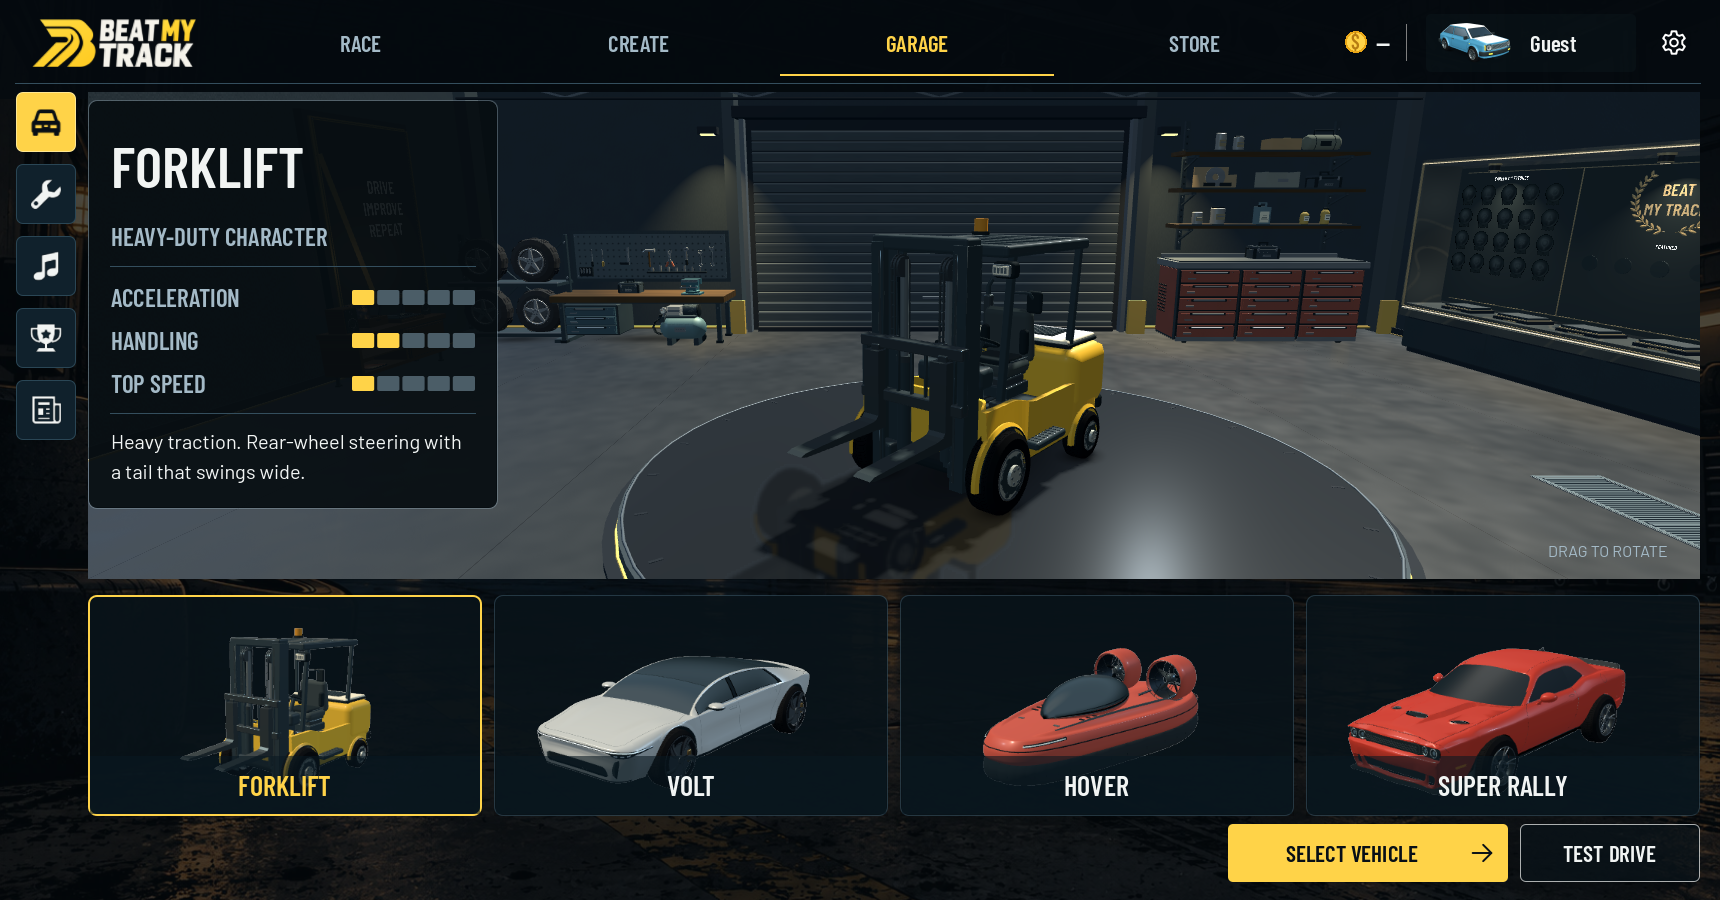 BEAT MY
TRACK
RACE
CREATE
GARAGE
STORE
Guest
FORKLIFT
HEAVY-DUTY CHARACTER
ACCELERATION
HANDLING
TOP SPEED
Heavy traction. Rear-wheel steering with
a tail that swings wide.
DRIVE
IMPROVE
REPEAT
BEAT
MY TRACK
DRAG TO ROTATE
FORKLIFT
VOLT
HOVER
SUPER RALLY
SELECT VEHICLE
TEST DRIVE